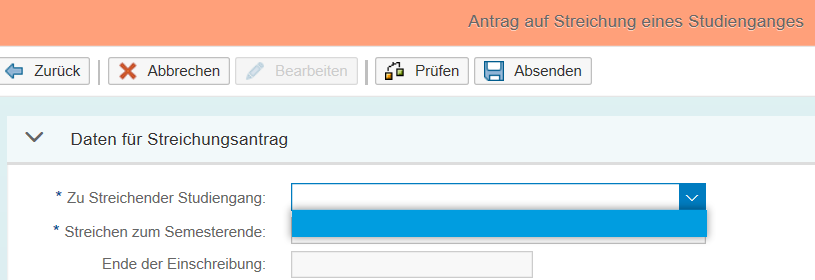 Antrag auf Streichung eines Studienganges
Zurück Abbrechen Bearbeiten Prüfen Absenden
Daten für Streichungsantrag
* Zu Streichender Studiengang:
* Streichen zum Semesterende:
Ende der Einschreibung: